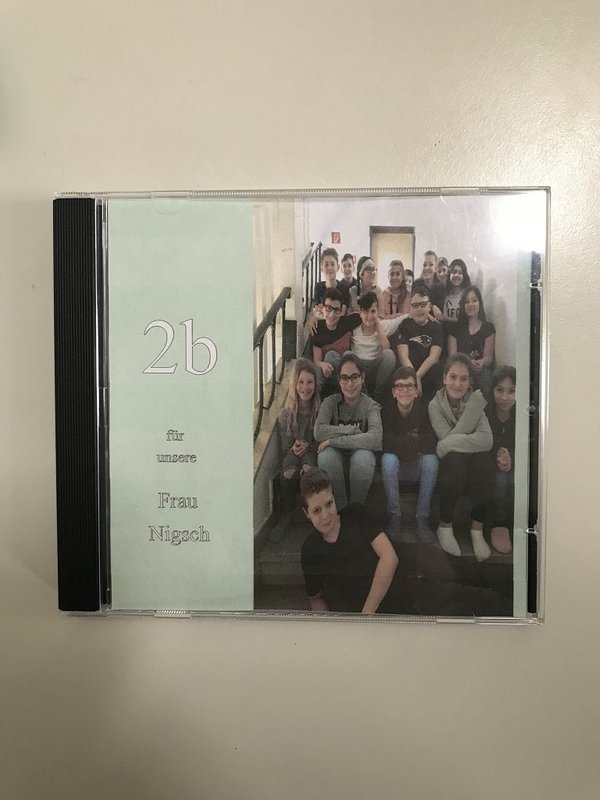 2b
für
unsere
Frau
Nigsch